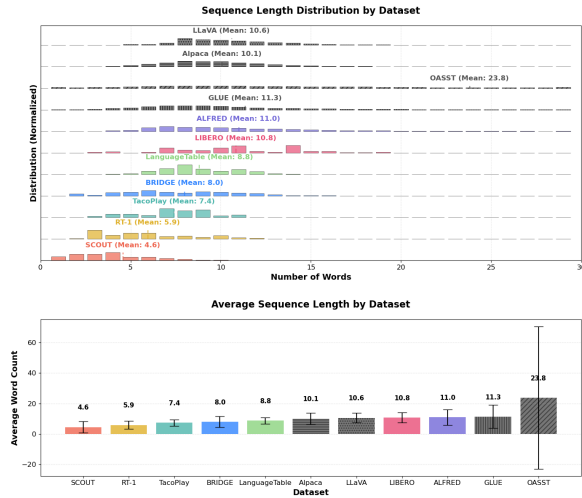 Sequence Length Distribution by Dataset
LLaVA (Mean: 10.6)
Alpaca (Mean: 10.1)
OASST (Mean: 23.8)
GLUE (Mean: 11.3)
ALFRED (Mean: 11.0)
LIBERO (Mean: 10.8)
LanguageTable (Mean: 8.8)
BRIDGE (Mean: 8.0)
TacoPlay (Mean: 7.4)
RT-1 (Mean: 5.9)
SCOUT (Mean: 4.6)
Distribution (Normalized)
0 5 10 15 20 25 30
Number of Words
Average Sequence Length by Dataset
Average Word Count
60
40
20
0
−20
4.6 5.9 7.4 8.0 8.8 10.1 10.6 10.8 11.0 11.3 23.8
SCOUT RT-1 TacoPlay BRIDGE LanguageTable Alpaca LLaVA LIBERO ALFRED GLUE OASST
Dataset